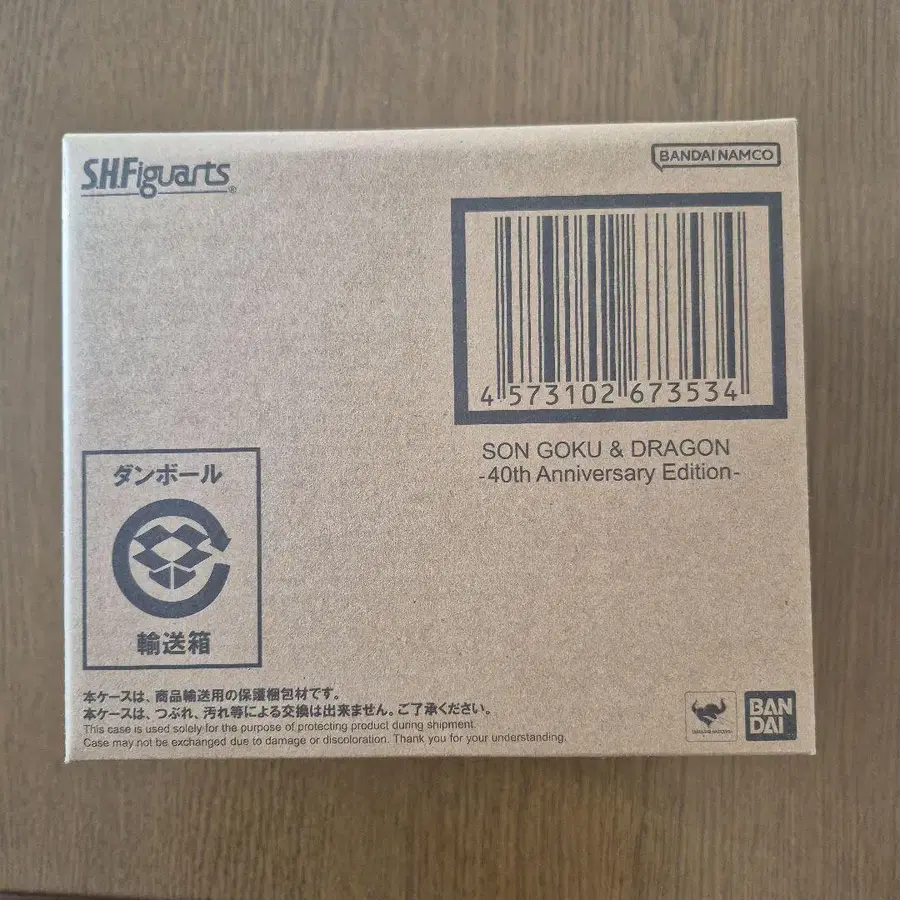 S.H.Figuarts®
BANDAI NAMCO
4 573102 673534
SON GOKU & DRAGON
-40th Anniversary Edition-
ダンボール
輸送箱
本ケースは、商品輸送用の保護梱包材です。
本ケースは、つぶれ、汚れ等による交換は出来ません。ご了承ください。
This case is used solely for the purpose of protecting product during shipment.
Case may not be exchanged due to damage or discoloration. Thank you for your understanding.
BAN
DAI